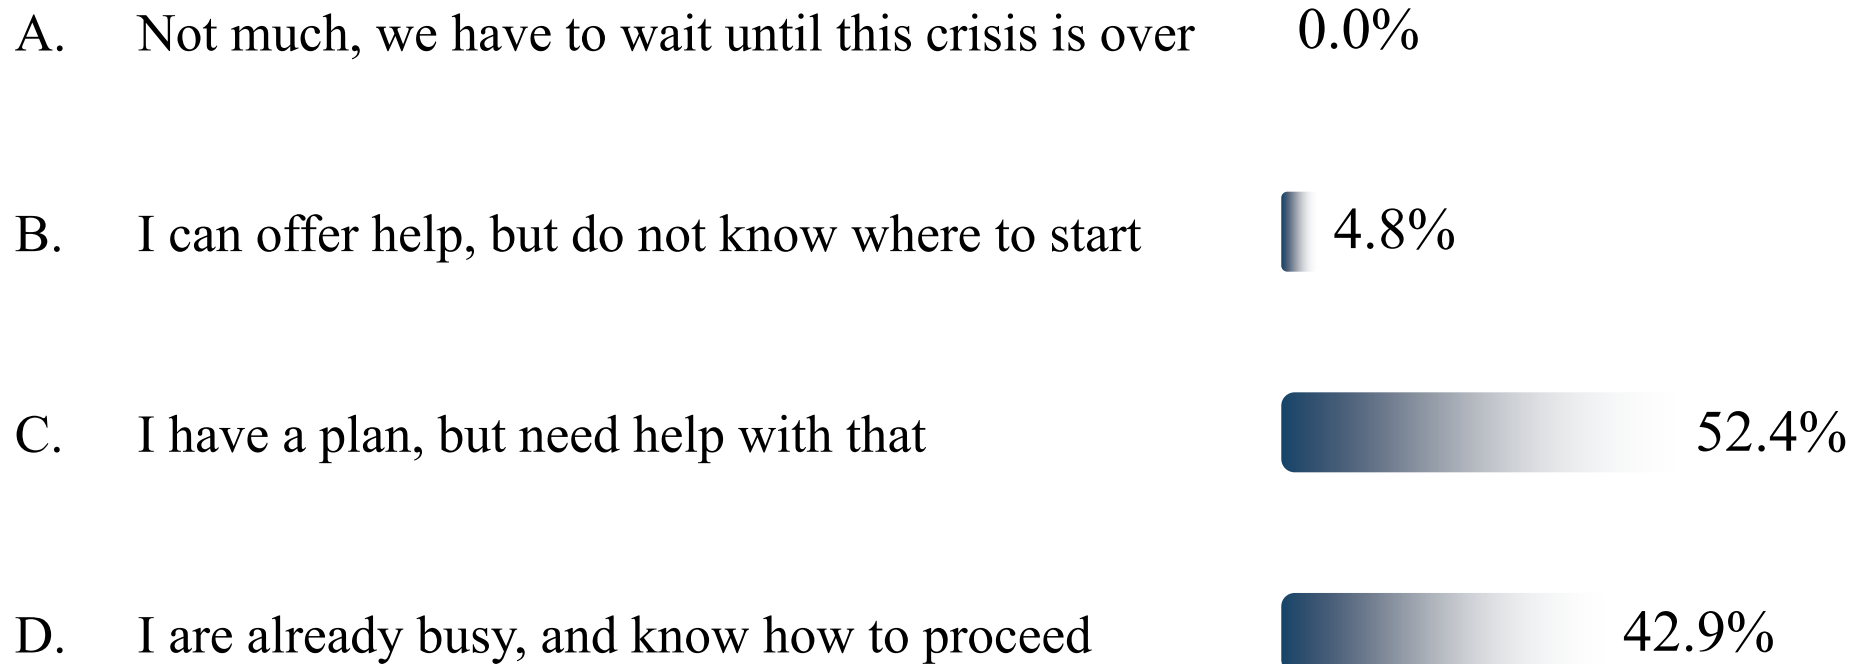 A. Not much, we have to wait until this crisis is over 0.0%
B. I can offer help, but do not know where to start 4.8%
C. I have a plan, but need help with that 52.4%
D. I are already busy, and know how to proceed 42.9%